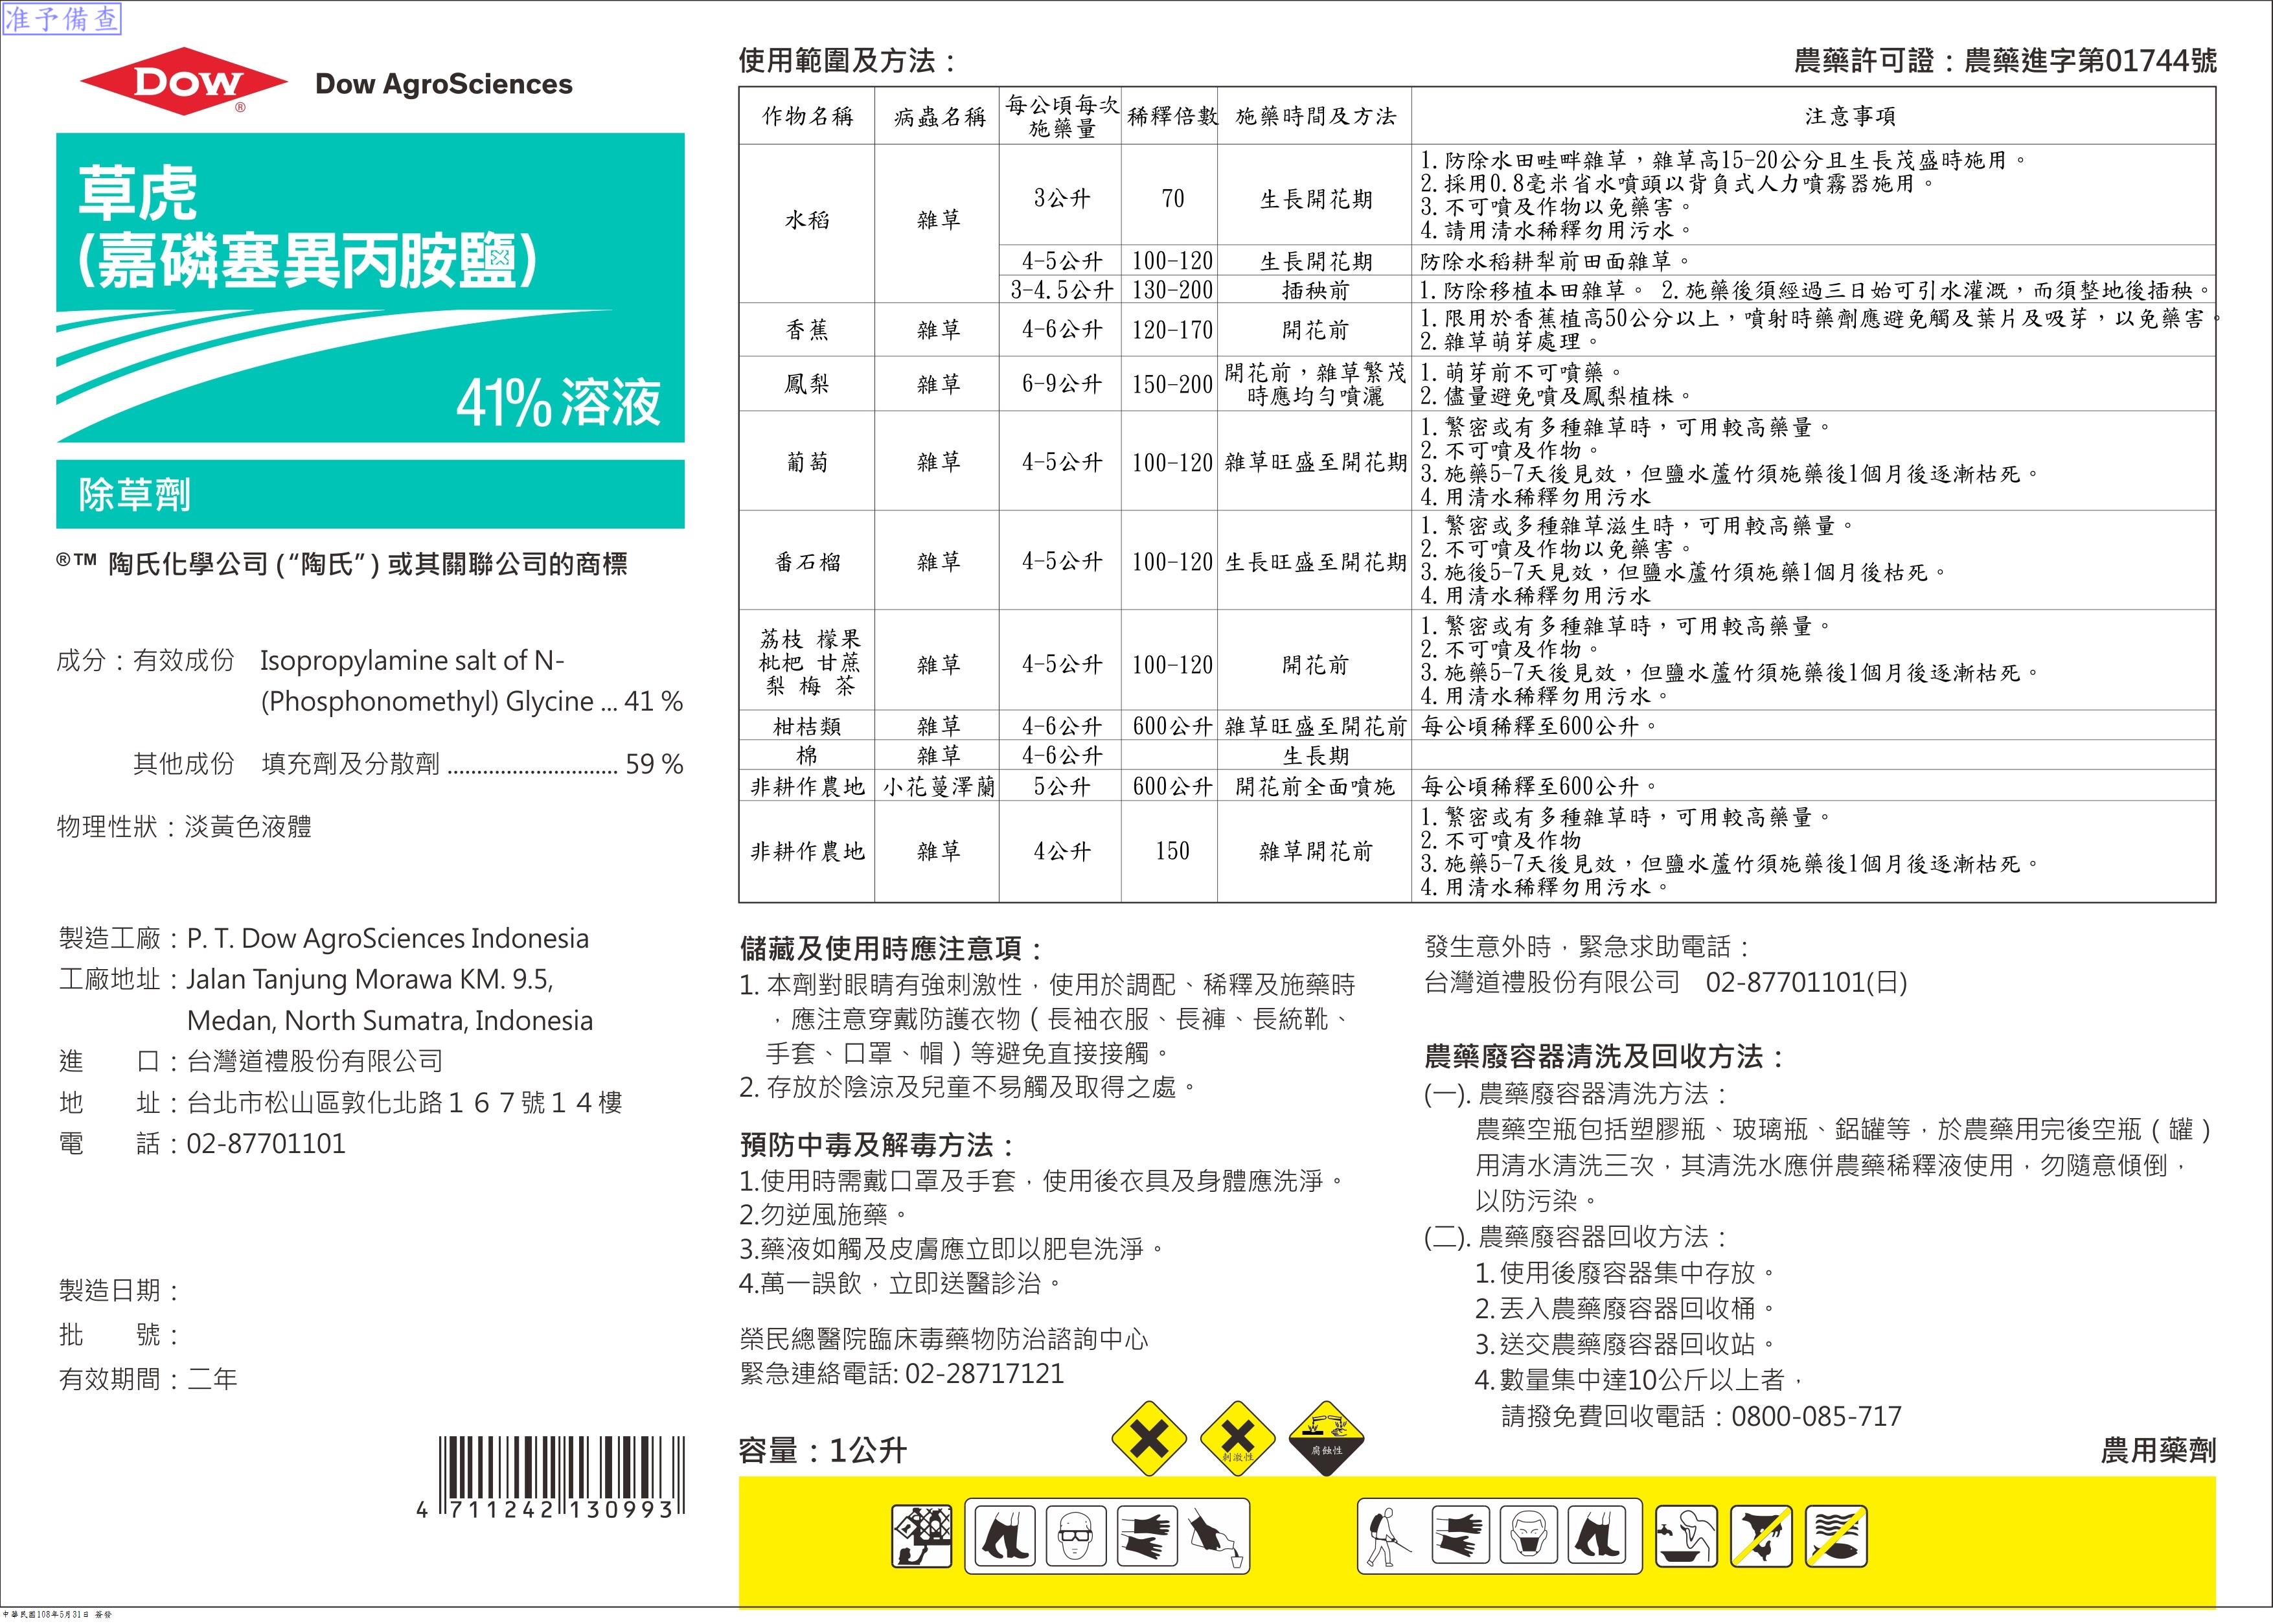 准予備查
DOW
®
Dow AgroSciences
草虎
(嘉磷塞異丙胺鹽)
41% 溶液
除草劑
®™ 陶氏化學公司 (“陶氏”) 或其關聯公司的商標
成分：有效成份 Isopropylamine salt of N-
(Phosphonomethyl) Glycine ... 41 %
其他成份 填充劑及分散劑 ............................. 59 %
物理性狀：淡黃色液體
製造工廠：P. T. Dow AgroSciences Indonesia
工廠地址：Jalan Tanjung Morawa KM. 9.5,
Medan, North Sumatra, Indonesia
進 口：台灣道禮股份有限公司
地 址：台北市松山區敦化北路１６７號１４樓
電 話：02-87701101
製造日期：
批 號：
有效期間：二年
4 711242 130993
使用範圍及方法：
農藥許可證：農藥進字第01744號
作物名稱 病蟲名稱 每公頃每次施藥量 稀釋倍數 施藥時間及方法 注意事項
水稻 雜草 3公升 70 生長開花期
1. 防除水田畦畔雜草，雜草高15-20公分且生長茂盛時施用。
2. 採用0.8毫米省水噴頭以背負式人力噴霧器施用。
3. 不可噴及作物以免藥害。
4. 請用清水稀釋勿用污水。
4-5公升 100-120 生長開花期 防除水稻耕犁前田面雜草。
3-4.5公升 130-200 插秧前 1. 防除移植本田雜草。 2. 施藥後須經過三日始可引水灌溉，而須整地後插秧。
香蕉 雜草 4-6公升 120-170 開花前
1. 限用於香蕉植高50公分以上，噴射時藥劑應避免觸及葉片及吸芽，以免藥害。
2. 雜草萌芽處理。
鳳梨 雜草 6-9公升 150-200 開花前，雜草繁茂時應均勻噴灑
1. 萌芽前不可噴藥。
2. 儘量避免噴及鳳梨植株。
葡萄 雜草 4-5公升 100-120 雜草旺盛至開花期
1. 繁密或有多種雜草時，可用較高藥量。
2. 不可噴及作物。
3. 施藥5-7天後見效，但鹽水蘆竹須施藥後1個月後逐漸枯死。
4. 用清水稀釋勿用污水
番石榴 雜草 4-5公升 100-120 生長旺盛至開花期
1. 繁密或多種雜草滋生時，可用較高藥量。
2. 不可噴及作物以免藥害。
3. 施後5-7天見效，但鹽水蘆竹須施藥1個月後枯死。
4. 用清水稀釋勿用污水
荔枝 檬果
枇杷 甘蔗
梨 梅 茶
雜草 4-5公升 100-120 開花前
1. 繁密或有多種雜草時，可用較高藥量。
2. 不可噴及作物。
3. 施藥5-7天後見效，但鹽水蘆竹須施藥後1個月後逐漸枯死。
4. 用清水稀釋勿用污水。
柑桔類 雜草 4-6公升 600公升 雜草旺盛至開花前 每公頃稀釋至600公升。
棉 雜草 4-6公升 生長期
非耕作農地 小花蔓澤蘭 5公升 600公升 開花前全面噴施 每公頃稀釋至600公升。
非耕作農地 雜草 4公升 150 雜草開花前
1. 繁密或有多種雜草時，可用較高藥量。
2. 不可噴及作物
3. 施藥5-7天後見效，但鹽水蘆竹須施藥後1個月後逐漸枯死。
4. 用清水稀釋勿用污水。
儲藏及使用時應注意項：
1. 本劑對眼睛有強刺激性，使用於調配、稀釋及施藥時
，應注意穿戴防護衣物（長袖衣服、長褲、長統靴、
手套、口罩、帽）等避免直接接觸。
2. 存放於陰涼及兒童不易觸及取得之處。
預防中毒及解毒方法：
1.使用時需戴口罩及手套，使用後衣具及身體應洗淨。
2.勿逆風施藥。
3.藥液如觸及皮膚應立即以肥皂洗淨。
4.萬一誤飲，立即送醫診治。
榮民總醫院臨床毒藥物防治諮詢中心
緊急連絡電話: 02-28717121
容量：1公升
刺激性
腐蝕性
發生意外時，緊急求助電話：
台灣道禮股份有限公司 02-87701101(日)
農藥廢容器清洗及回收方法：
(一). 農藥廢容器清洗方法：
農藥空瓶包括塑膠瓶、玻璃瓶、鋁罐等，於農藥用完後空瓶（罐）
用清水清洗三次，其清洗水應併農藥稀釋液使用，勿隨意傾倒，
以防污染。
(二). 農藥廢容器回收方法：
1. 使用後廢容器集中存放。
2. 丟入農藥廢容器回收桶。
3. 送交農藥廢容器回收站。
4. 數量集中達10公斤以上者，
請撥免費回收電話：0800-085-717
農用藥劑
中華民國108年5月31日 簽發